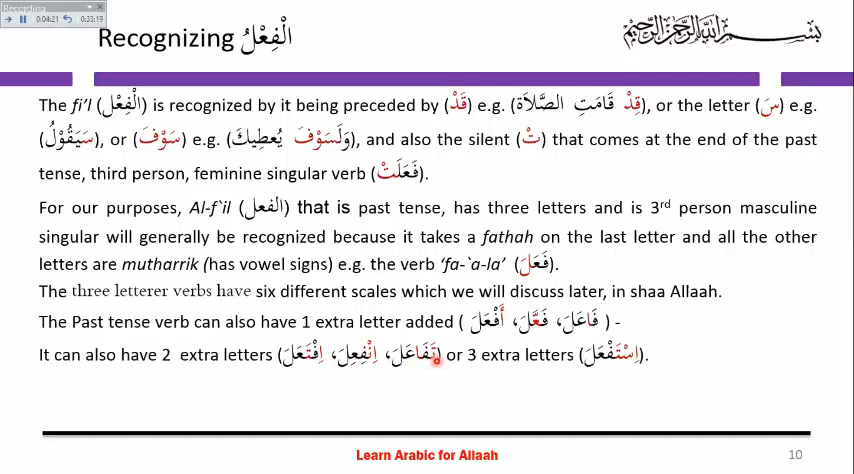 Recording
0:04:21 0:33:19
Recognizing الْفِعْلُ
بِسْمِ اللهِ الرَّحْمٰنِ الرَّحِيْمِ
The fi’l (الْفِعْل) is recognized by it being preceded by (قَدْ) e.g. (قِدْ قَامَتِ الصَّلاَة), or the letter (سَ) e.g.
(سَيَقُوْلُ), or (سَوْفَ) e.g. (وَلَسَوْفَ يُعطِيكَ), and also the silent (تْ) that comes at the end of the past
tense, third person, feminine singular verb (فَعَلَتْ).
For our purposes, Al-f`il (الفعل) that is past tense, has three letters and is 3rd person masculine
singular will generally be recognized because it takes a fathah on the last letter and all the other
letters are mutharrik (has vowel signs) e.g. the verb ‘fa-`a-la’ (فَعَلَ).
The three letterer verbs have six different scales which we will discuss later, in shaa Allaah.
The Past tense verb can also have 1 extra letter added ( فَاعَلَ، فَعَّلَ، أَفْعَلَ ) -
It can also have 2 extra letters (تَفَاعَلَ، اِنْفِعِلَ، اِفْتَعَلَ) or 3 extra letters (اِسْتَفْعَلَ).
Learn Arabic for Allaah
10